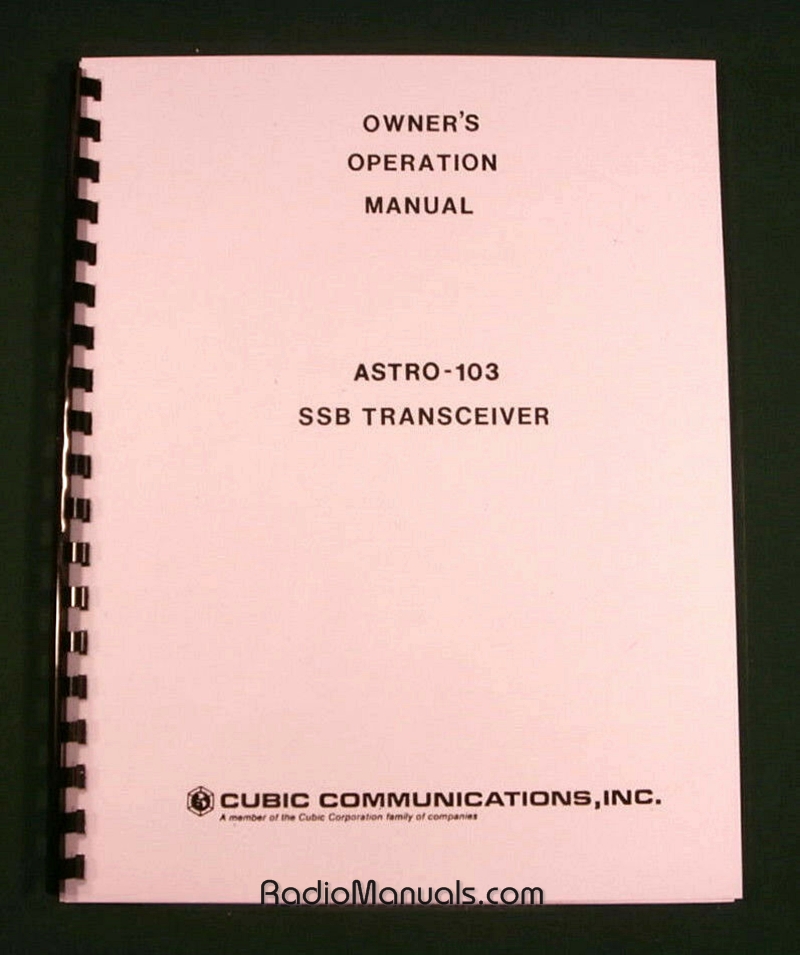 OWNER'S
OPERATION
MANUAL
ASTRO-103
SSB TRANSCEIVER
CUBIC COMMUNICATIONS, INC.
A member of the Cubic Corporation family of companies
RadioManuals.com